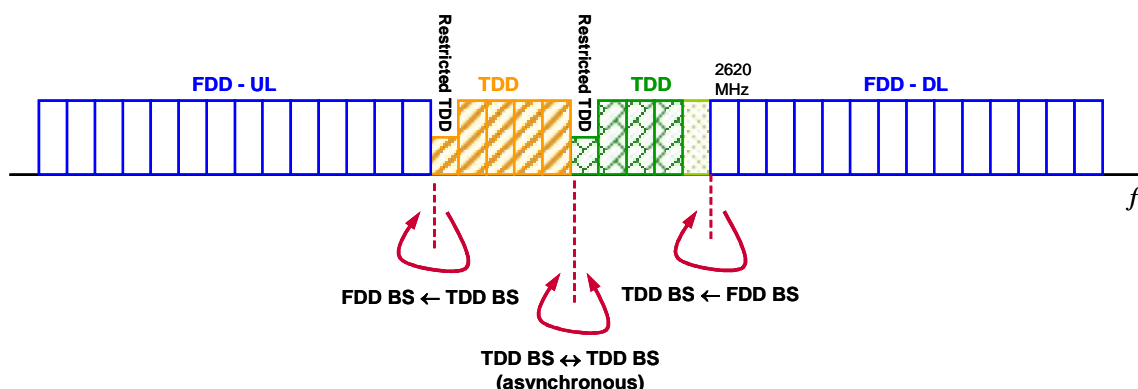 FDD - UL
Restricted TDD
TDD
Restricted TDD
TDD
2620
MHz
FDD - DL
f
FDD BS ← TDD BS
TDD BS ← FDD BS
TDD BS ↔ TDD BS
(asynchronous)